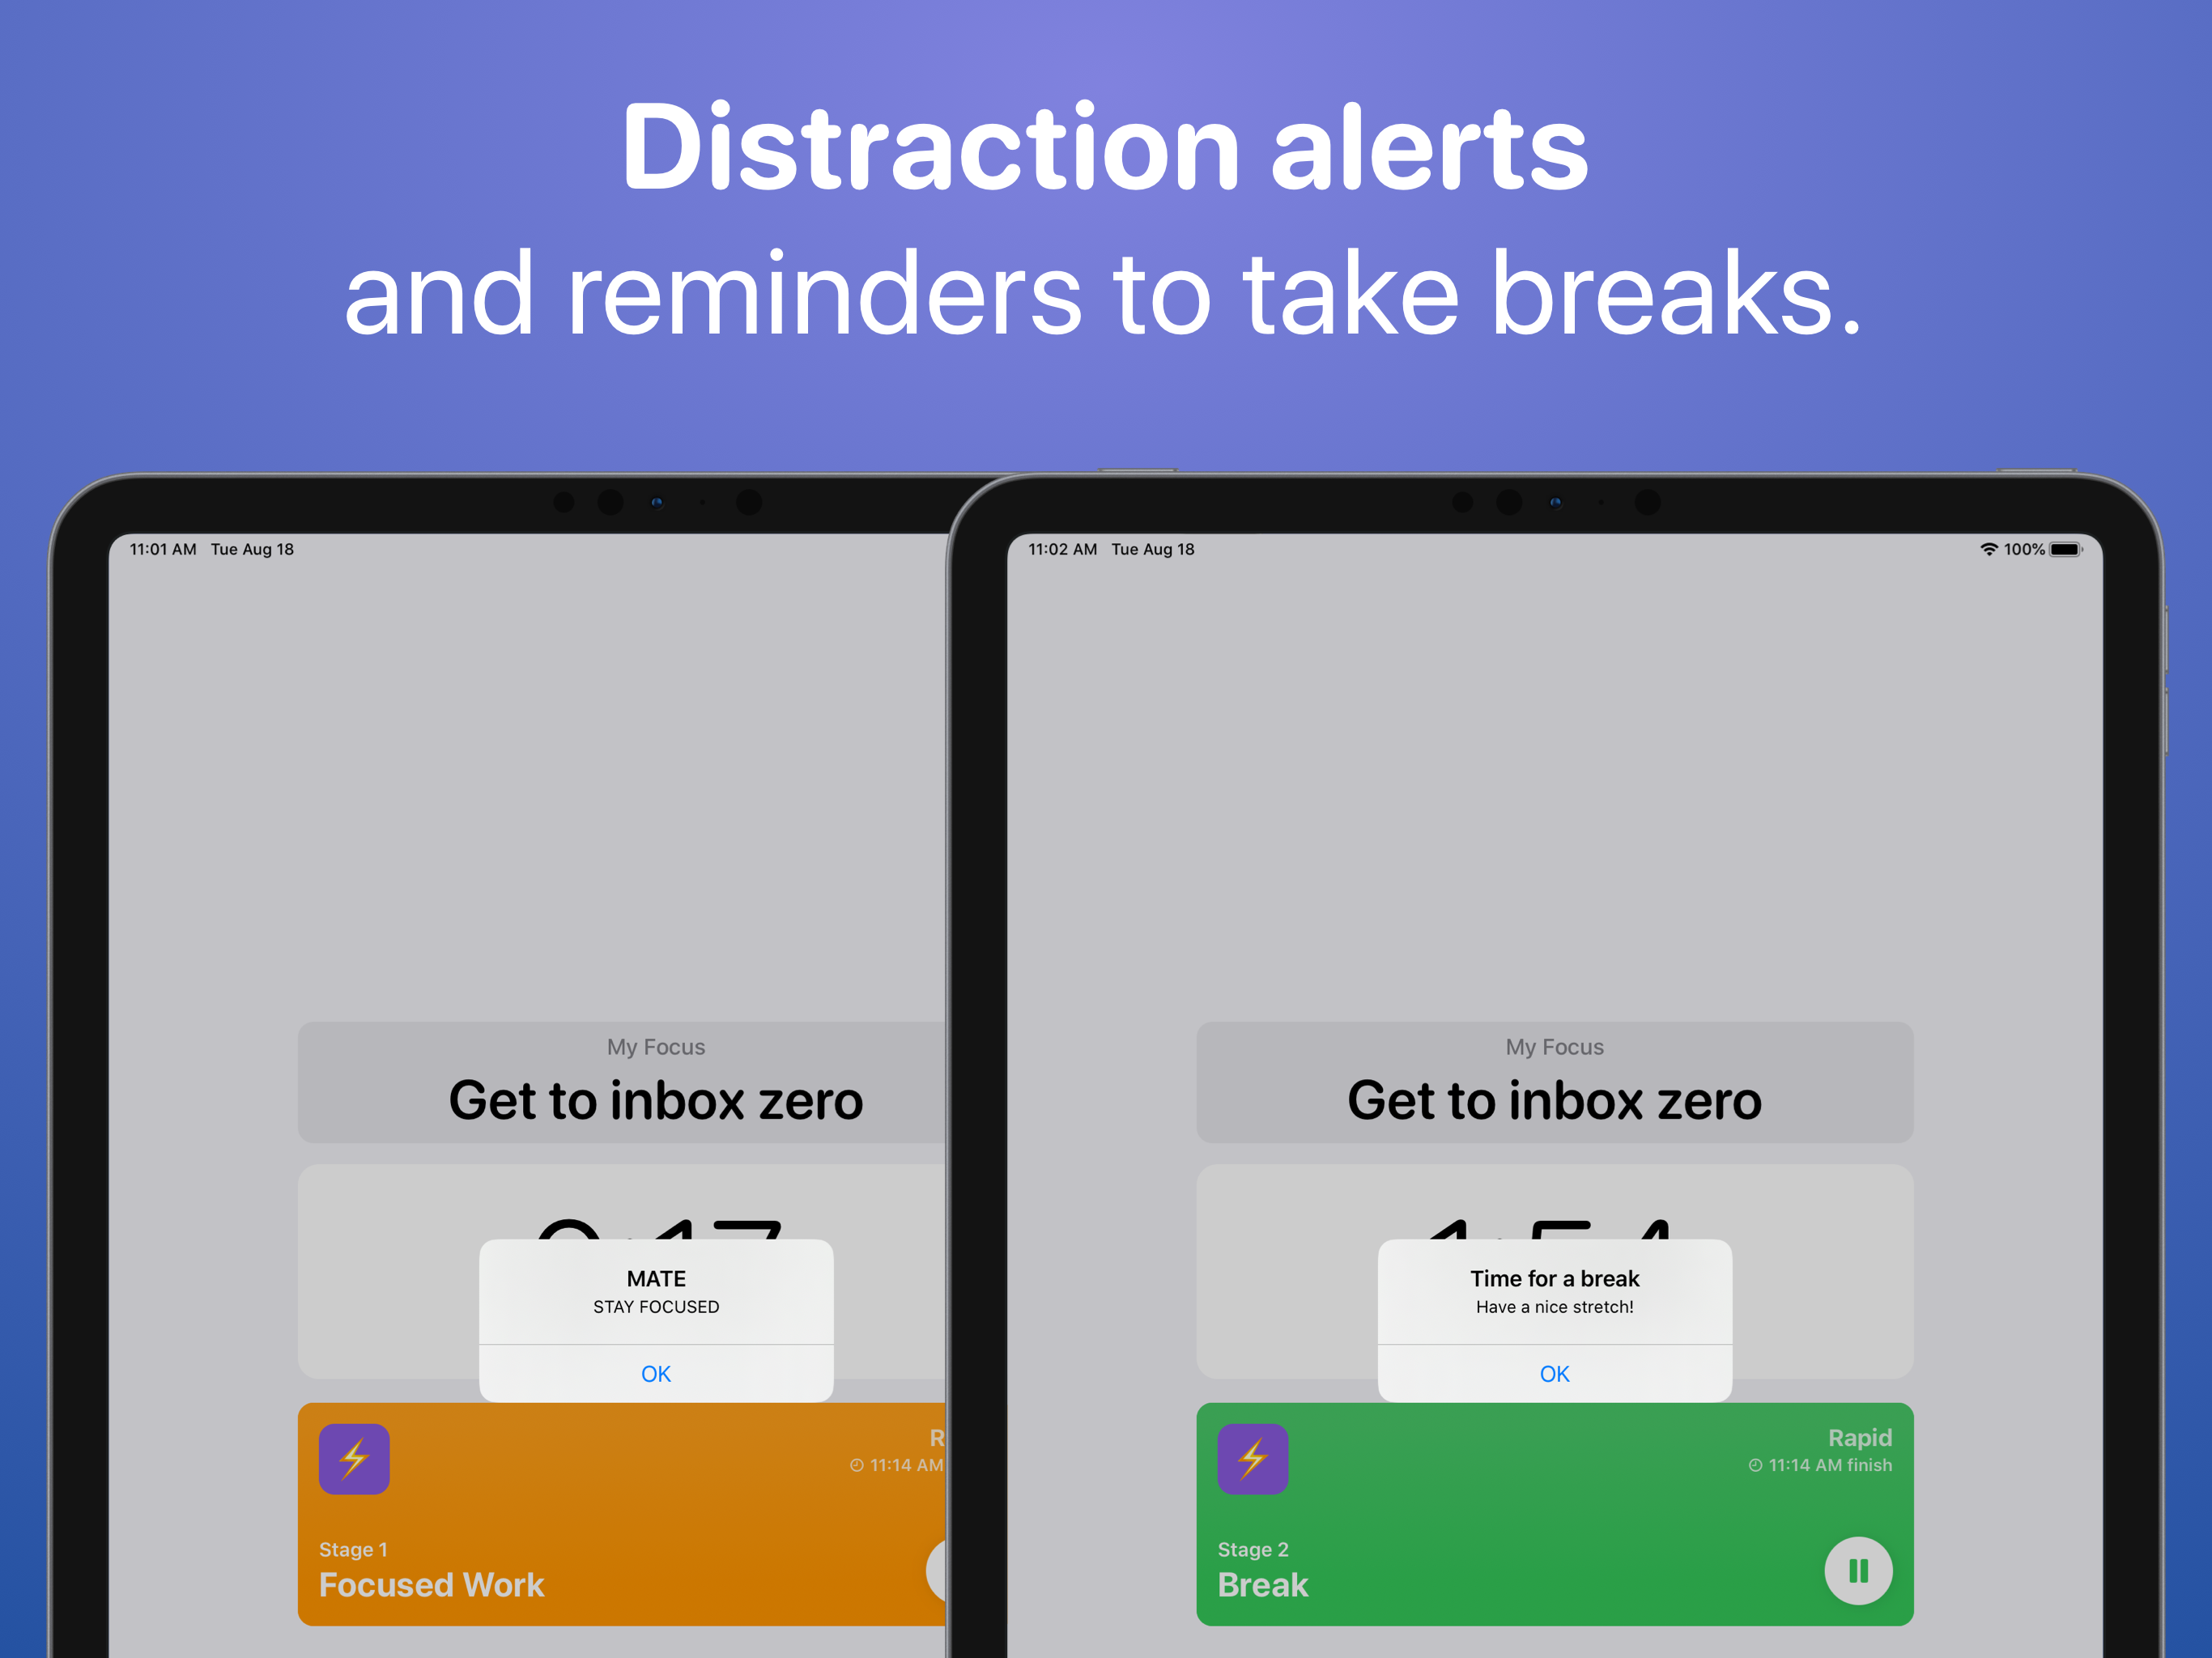 Distraction alerts
and reminders to take breaks.
11:01 AM Tue Aug 18
My Focus
Get to inbox zero
MATE
STAY FOCUSED
OK
11:14 AM
Stage 1
Focused Work
11:02 AM Tue Aug 18
100%
My Focus
Get to inbox zero
Time for a break
Have a nice stretch!
OK
Rapid
11:14 AM finish
Stage 2
Break